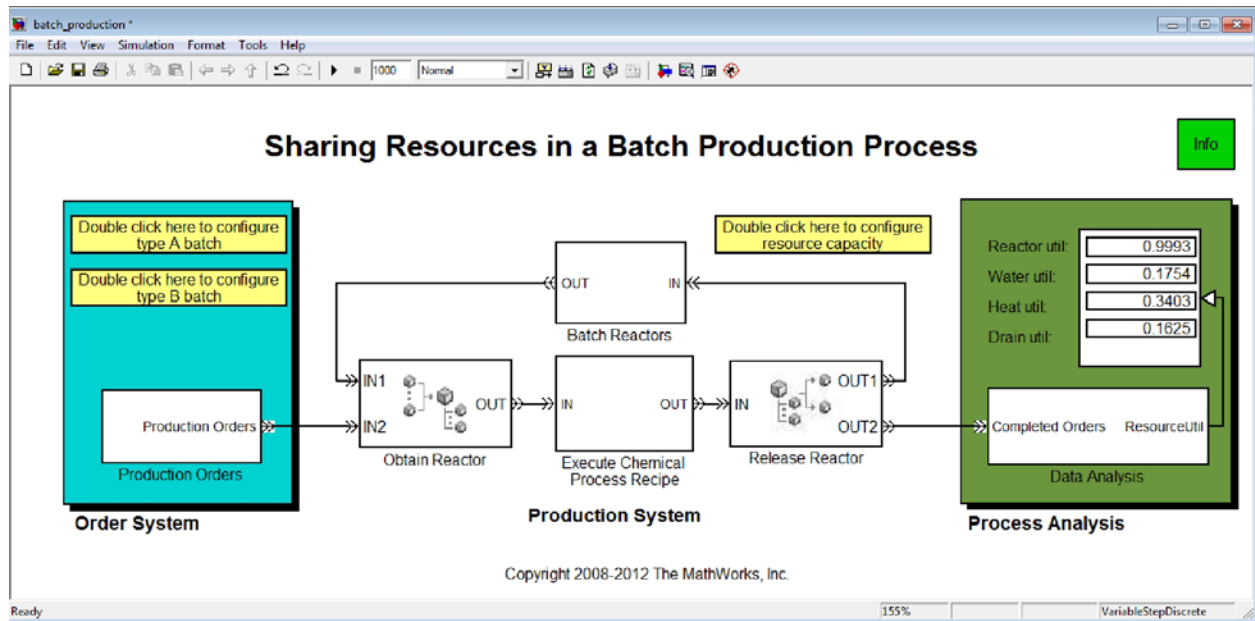 batch_production *
File Edit View Simulation Format Tools Help
1000 Normal
Sharing Resources in a Batch Production Process
Info
Double click here to configure
type A batch
Double click here to configure
type B batch
Production Orders
Production Orders
Order System
Double click here to configure
resource capacity
OUT IN
Batch Reactors
IN1
IN2
OUT
Obtain Reactor
IN OUT
Execute Chemical
Process Recipe
IN
OUT1
OUT2
Release Reactor
Production System
Reactor util: 0.9993
Water util: 0.1754
Heat util: 0.3403
Drain util: 0.1625
Completed Orders ResourceUtil
Data Analysis
Process Analysis
Copyright 2008-2012 The MathWorks, Inc.
Ready 155% VariableStepDiscrete